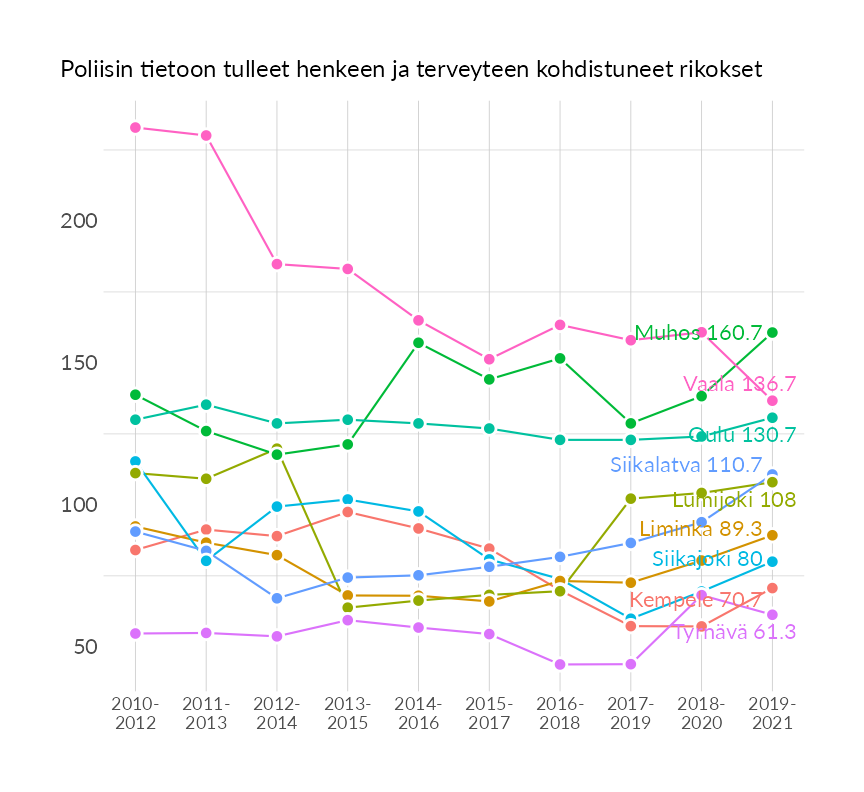 Poliisin tietoon tulleet henkeen ja terveyteen kohdistuneet rikokset
200
150
100
50
Muhos 160.7
Vaala 136.7
Oulu 130.7
Siikalatva 110.7
Lumijoki 108
Liminka 89.3
Siikajoki 80
Kempele 70.7
Tyrnävä 61.3
2010- 2011- 2012- 2013- 2014- 2015- 2016- 2017- 2018- 2019-
2012 2013 2014 2015 2016 2017 2018 2019 2020 2021